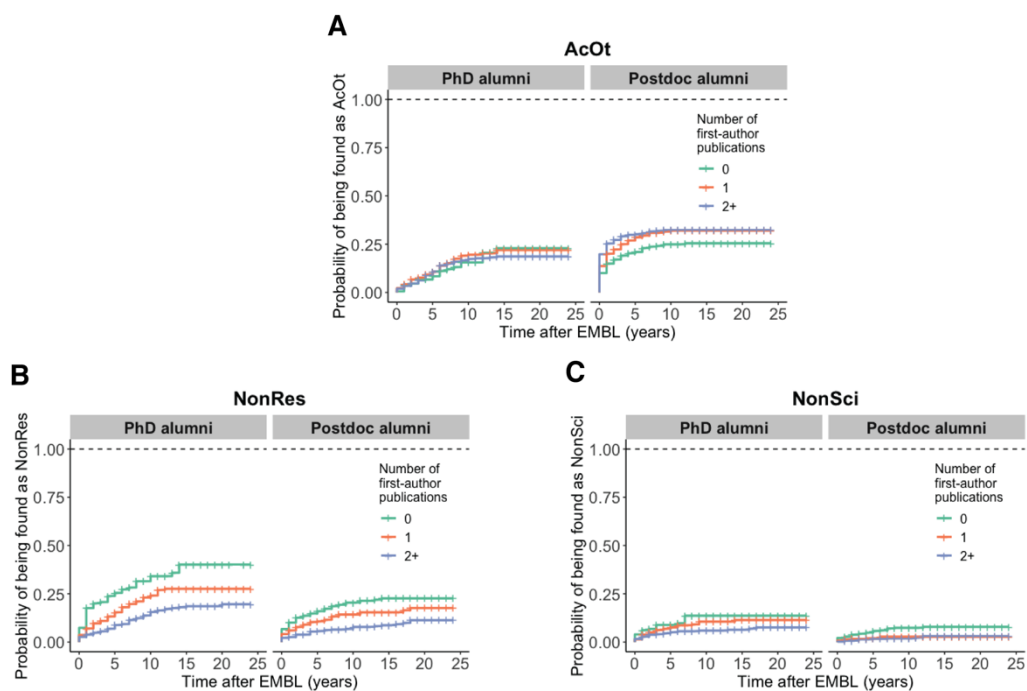 A
AcOt
PhD alumni Postdoc alumni
Probability of being found as AcOt
1.00
0.75
0.50
0.25
0.00
Number of
first-author
publications
0
1
2+
0 5 10 15 20 25 0 5 10 15 20 25
Time after EMBL (years)
B
NonRes
PhD alumni Postdoc alumni
Probability of being found as NonRes
1.00
0.75
0.50
0.25
0.00
Number of
first-author
publications
0
1
2+
0 5 10 15 20 25 0 5 10 15 20 25
Time after EMBL (years)
C
NonSci
PhD alumni Postdoc alumni
Probability of being found as NonSci
1.00
0.75
0.50
0.25
0.00
Number of
first-author
publications
0
1
2+
0 5 10 15 20 25 0 5 10 15 20 25
Time after EMBL (years)